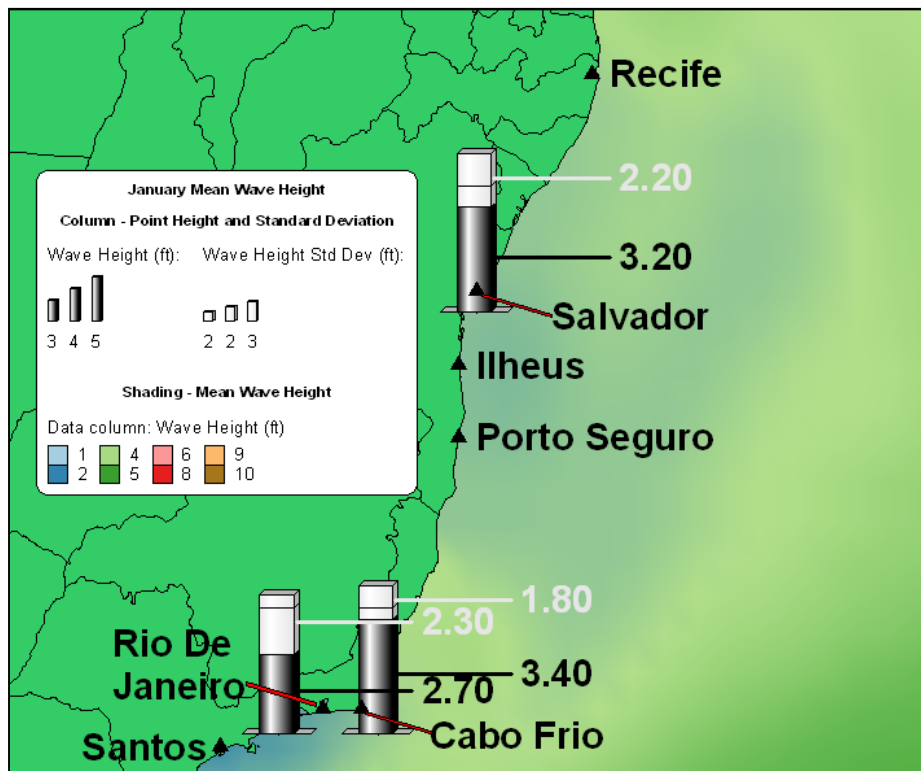 January Mean Wave Height
Column - Point Height and Standard Deviation
Wave Height (ft): Wave Height Std Dev (ft):
3 4 5 2 2 3
Shading - Mean Wave Height
Data column: Wave Height (ft)
1 4 6 9
2 5 8 10
Recife
2.20
3.20
Salvador
Ilheus
Porto Seguro
1.80
2.30
Rio De
Janeiro
3.40
2.70
Cabo Frio
Santos